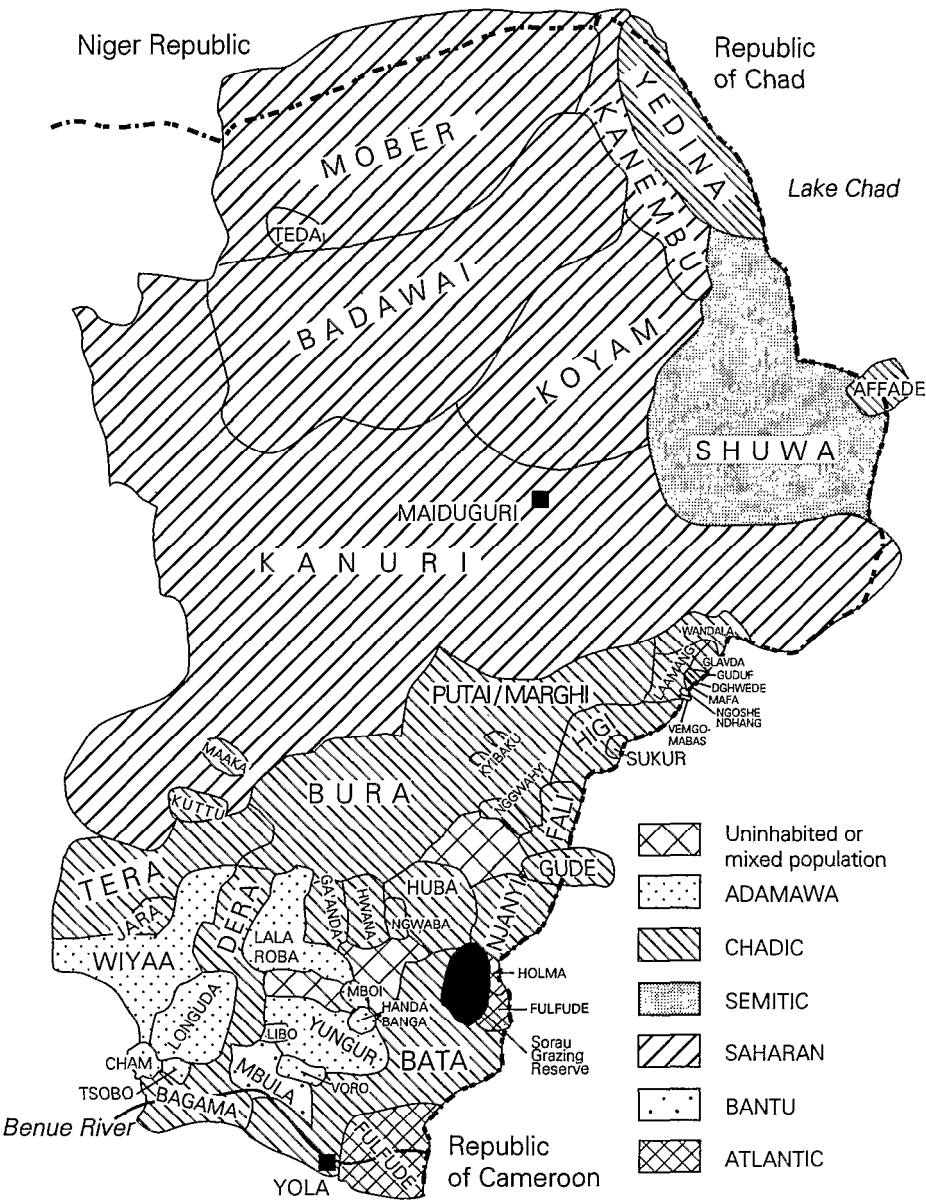 Niger Republic
Republic
of Chad
YEDINA
MOBER
KANEMBU
Lake Chad
TEDA
BADAWAI
KOYAM
AFFADE
SHUWA
MAIDUGURI
KANURI
WANDALA
LAAMANG
GLAVDA
GUDUF
DGHWEDE
MAFA
NGOSHE
NDHANG
VEMGO-
MABAS
PUTAI/MARGHI
HIGI
SUKUR
KYIBAKU
MAAKA
BURA
NGGWAHYI
KUTTU
FALI
GUDE
TERA
JARA
DERA
GA'ANDA
HWANA
HUBA
NGWABA
NJANYI
LALA
ROBA
WIYAA
HOLMA
MBOI
HANDA
BANGA
FULFUDE
LONGUDA
LIBO
YUNGUR
BATA
Sorau
Grazing
Reserve
CHAM
TSOBO
MBULA
VORO
BAGAMA
Benue River
FULFUDE
YOLA
Republic
of Cameroon
Uninhabited or
mixed population
ADAMAWA
CHADIC
SEMITIC
SAHARAN
BANTU
ATLANTIC